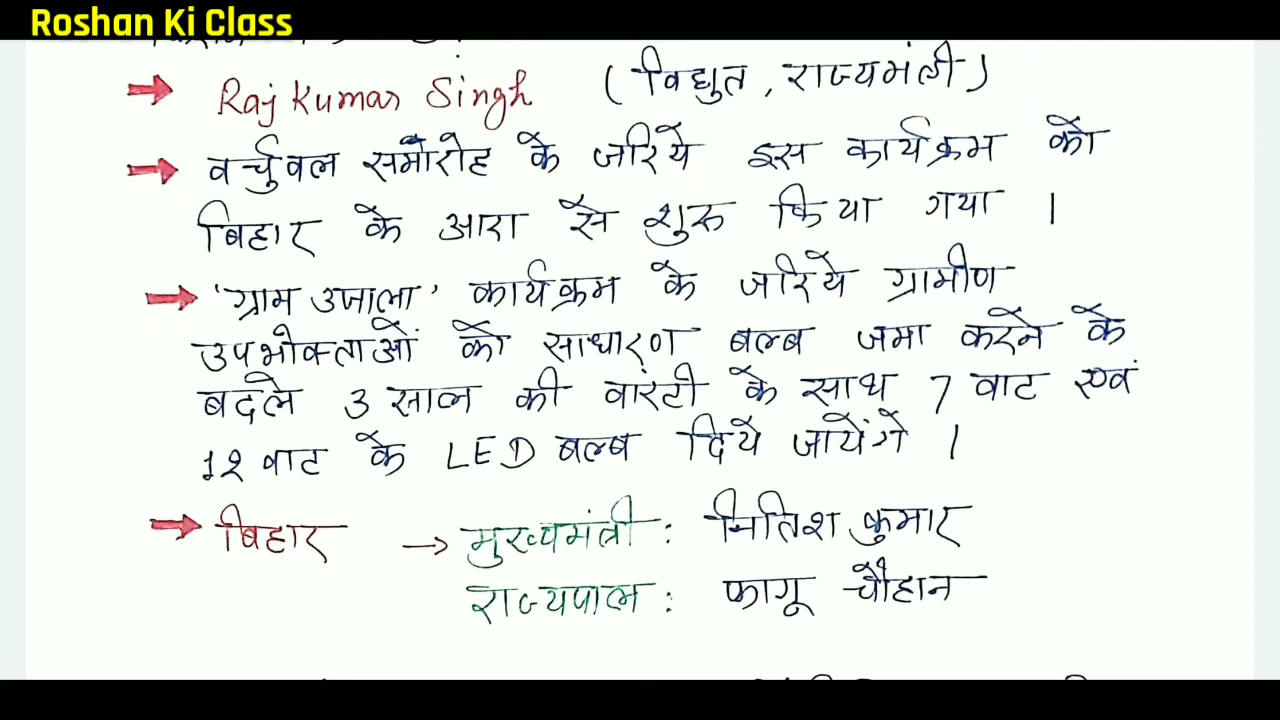 Roshan Ki Class
Raj Kumar Singh (विद्युत, राज्यमंत्री)
वर्चुवल समारोह के जरिये इस कार्यक्रम को
बिहार के आरा से शुरू किया गया ।
'ग्राम उजाला' कार्यक्रम के जरिये ग्रामीण
उपभोक्ताओं को साधारण बल्ब जमा करने के
बदले 3 साल की वारंटी के साथ 7 वाट एवं
12 वाट के LED बल्ब दिये जायेंगे ।
बिहार → मुख्यमंत्री : नितिश कुमार
राज्यपाल : फागू चौहान